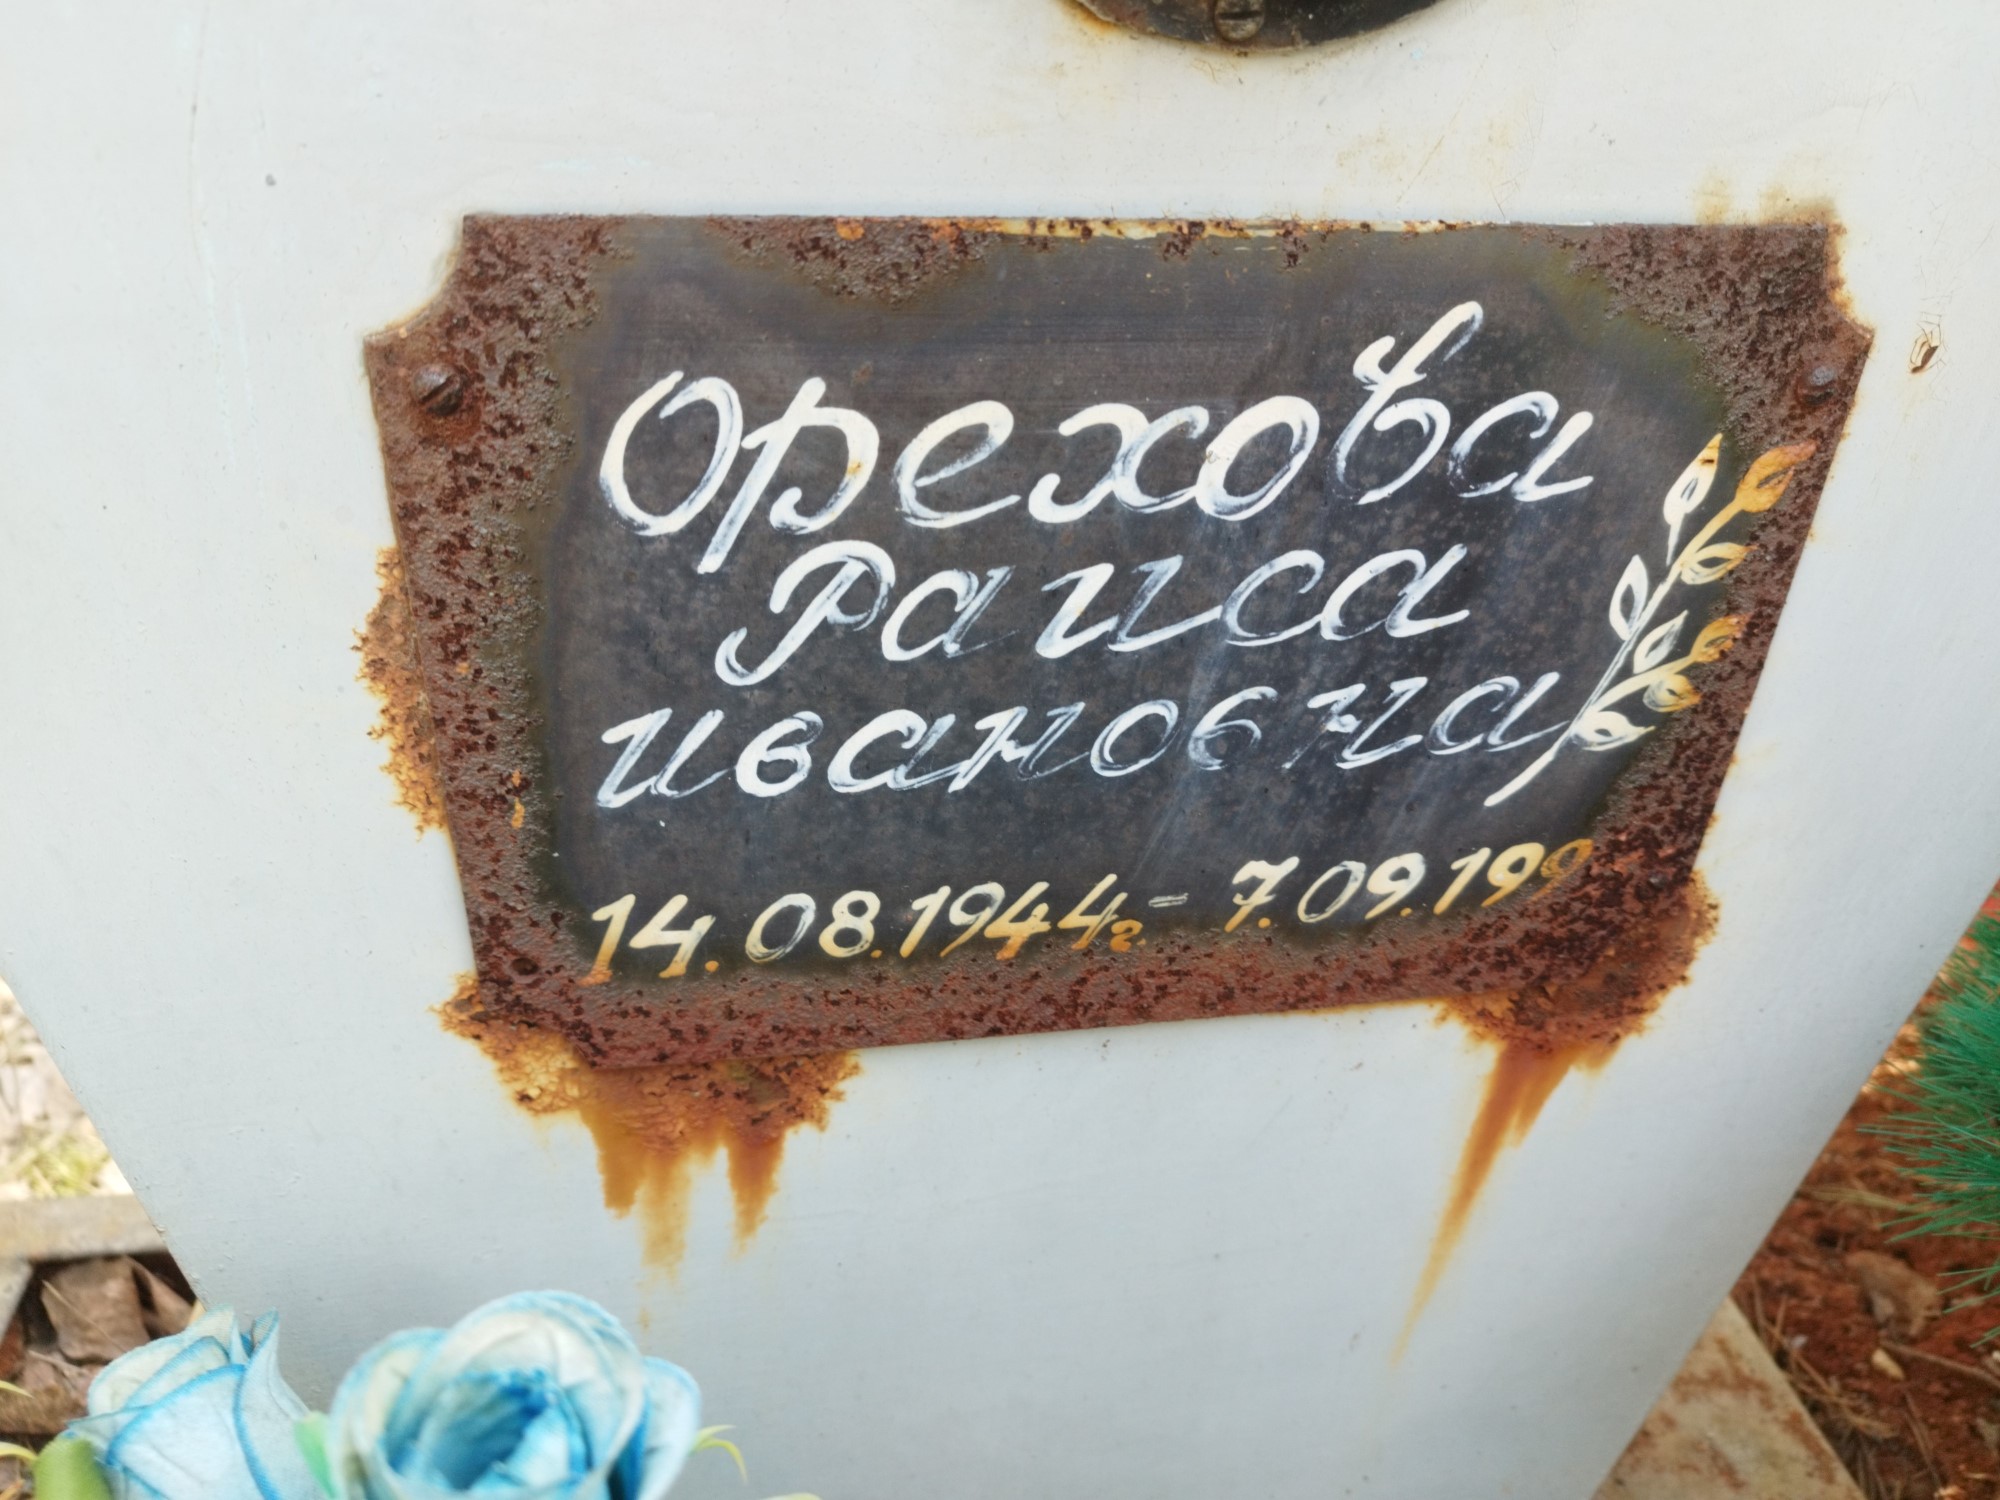 Орехова
Раиса
Ивановна
14.08.1944г.- 7.09.199